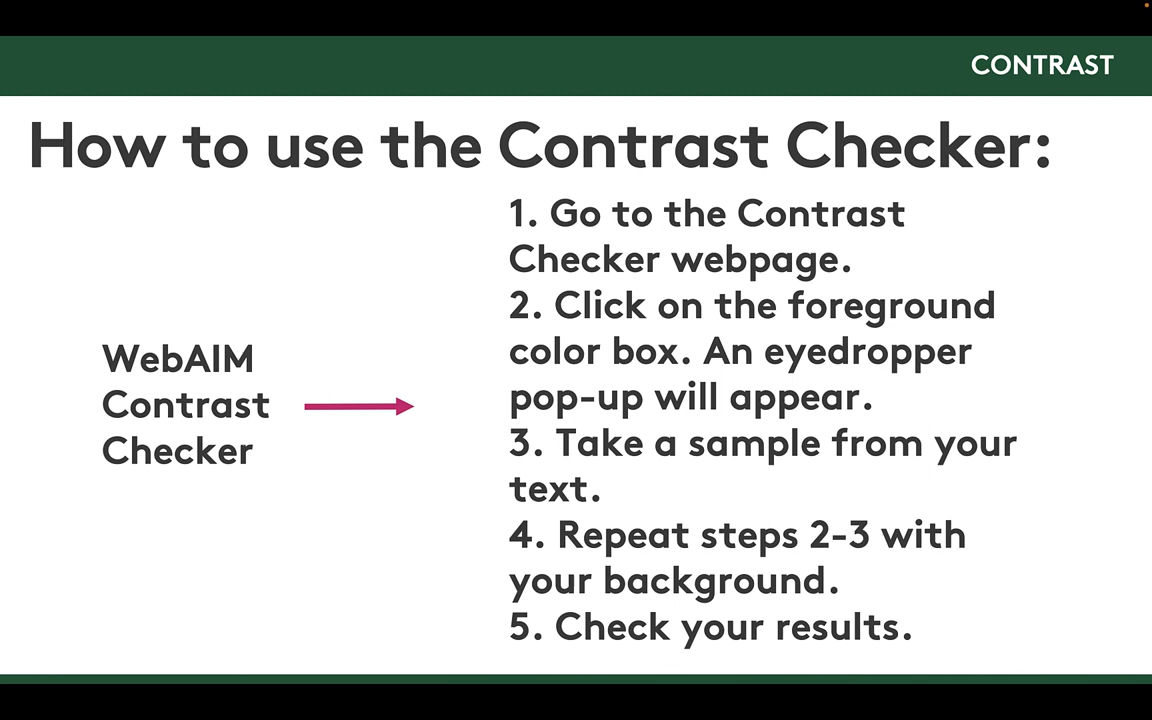 CONTRAST
How to use the Contrast Checker:
WebAIM
Contrast
Checker
1. Go to the Contrast
Checker webpage.
2. Click on the foreground
color box. An eyedropper
pop-up will appear.
3. Take a sample from your
text.
4. Repeat steps 2-3 with
your background.
5. Check your results.